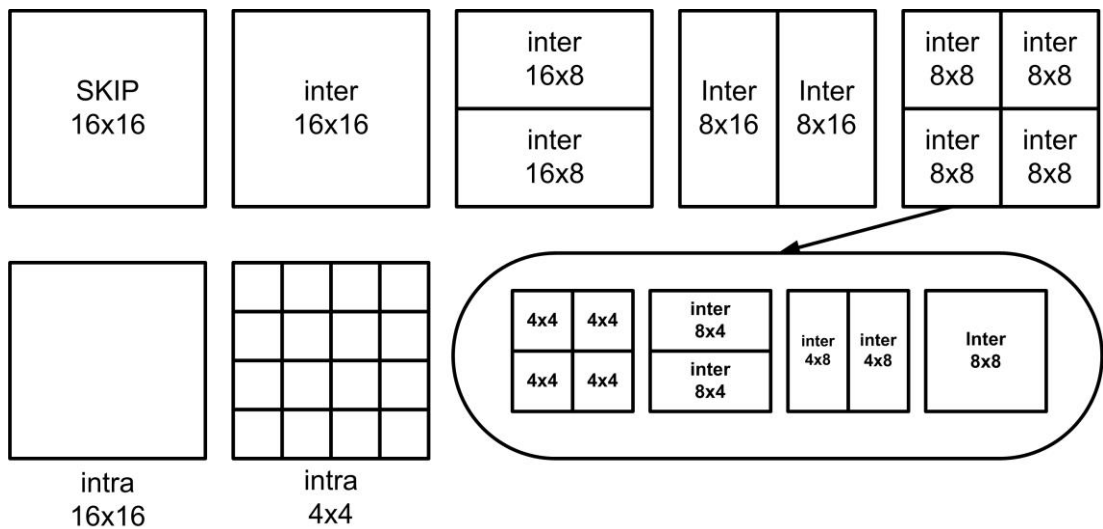 SKIP
16x16
inter
16x16
inter
16x8
inter
16x8
Inter
8x16
Inter
8x16
inter
8x8
inter
8x8
inter
8x8
inter
8x8
4x4
4x4
4x4
4x4
inter
8x4
inter
8x4
inter
4x8
inter
4x8
Inter
8x8
intra
16x16
intra
4x4